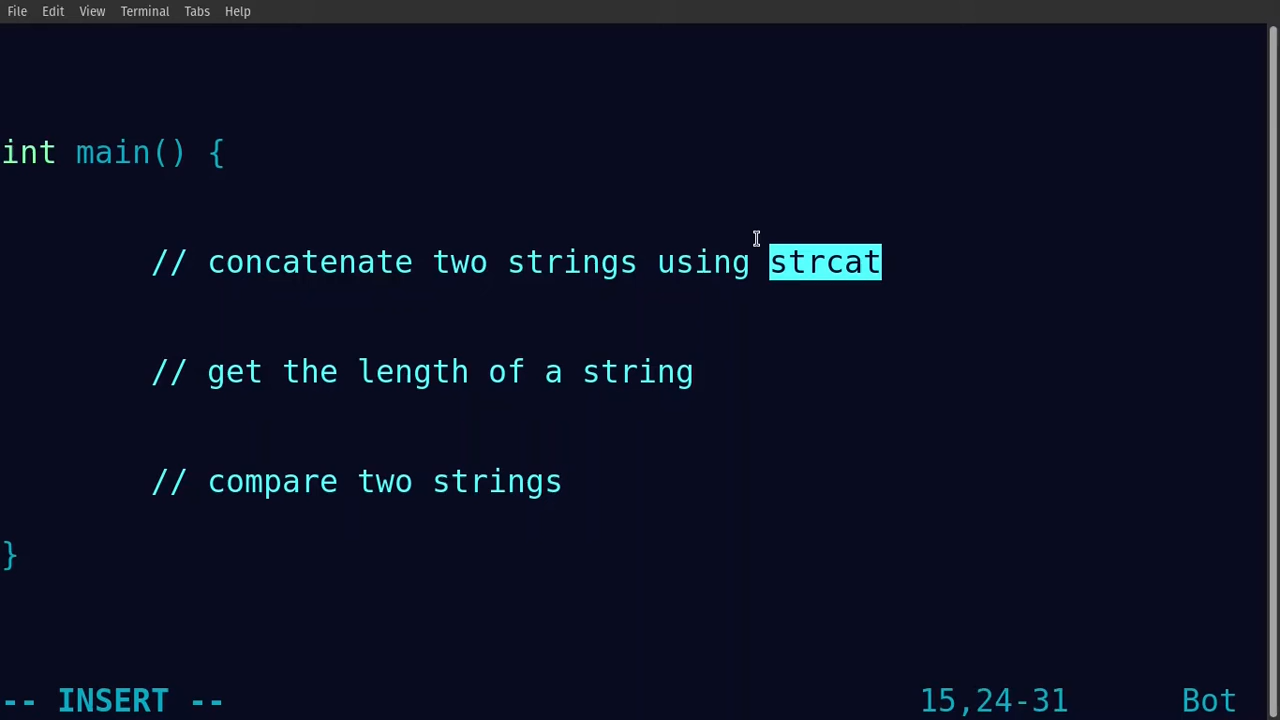 File Edit View Terminal Tabs Help
int main() {
// concatenate two strings using strcat
// get the length of a string
// compare two strings
}
-- INSERT -- 15,24-31 Bot